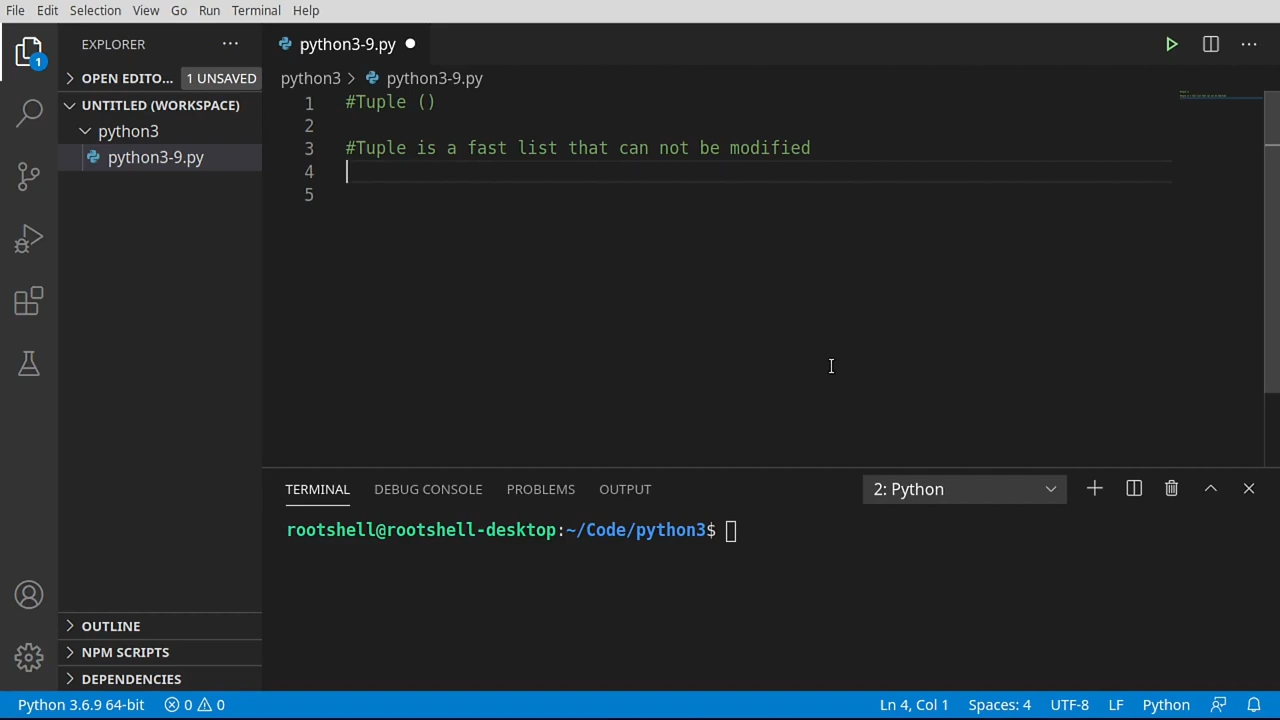 File Edit Selection View Go Run Terminal Help
EXPLORER
python3-9.py
OPEN EDITO... 1 UNSAVED
python3 > python3-9.py
UNTITLED (WORKSPACE)
python3
python3-9.py
1 #Tuple ()
2
3 #Tuple is a fast list that can not be modified
4
5
1
TERMINAL DEBUG CONSOLE PROBLEMS OUTPUT 2: Python
rootshell@rootshell-desktop:~/Code/python3$
OUTLINE
NPM SCRIPTS
DEPENDENCIES
Python 3.6.9 64-bit 0 0 Ln 4, Col 1 Spaces: 4 UTF-8 LF Python